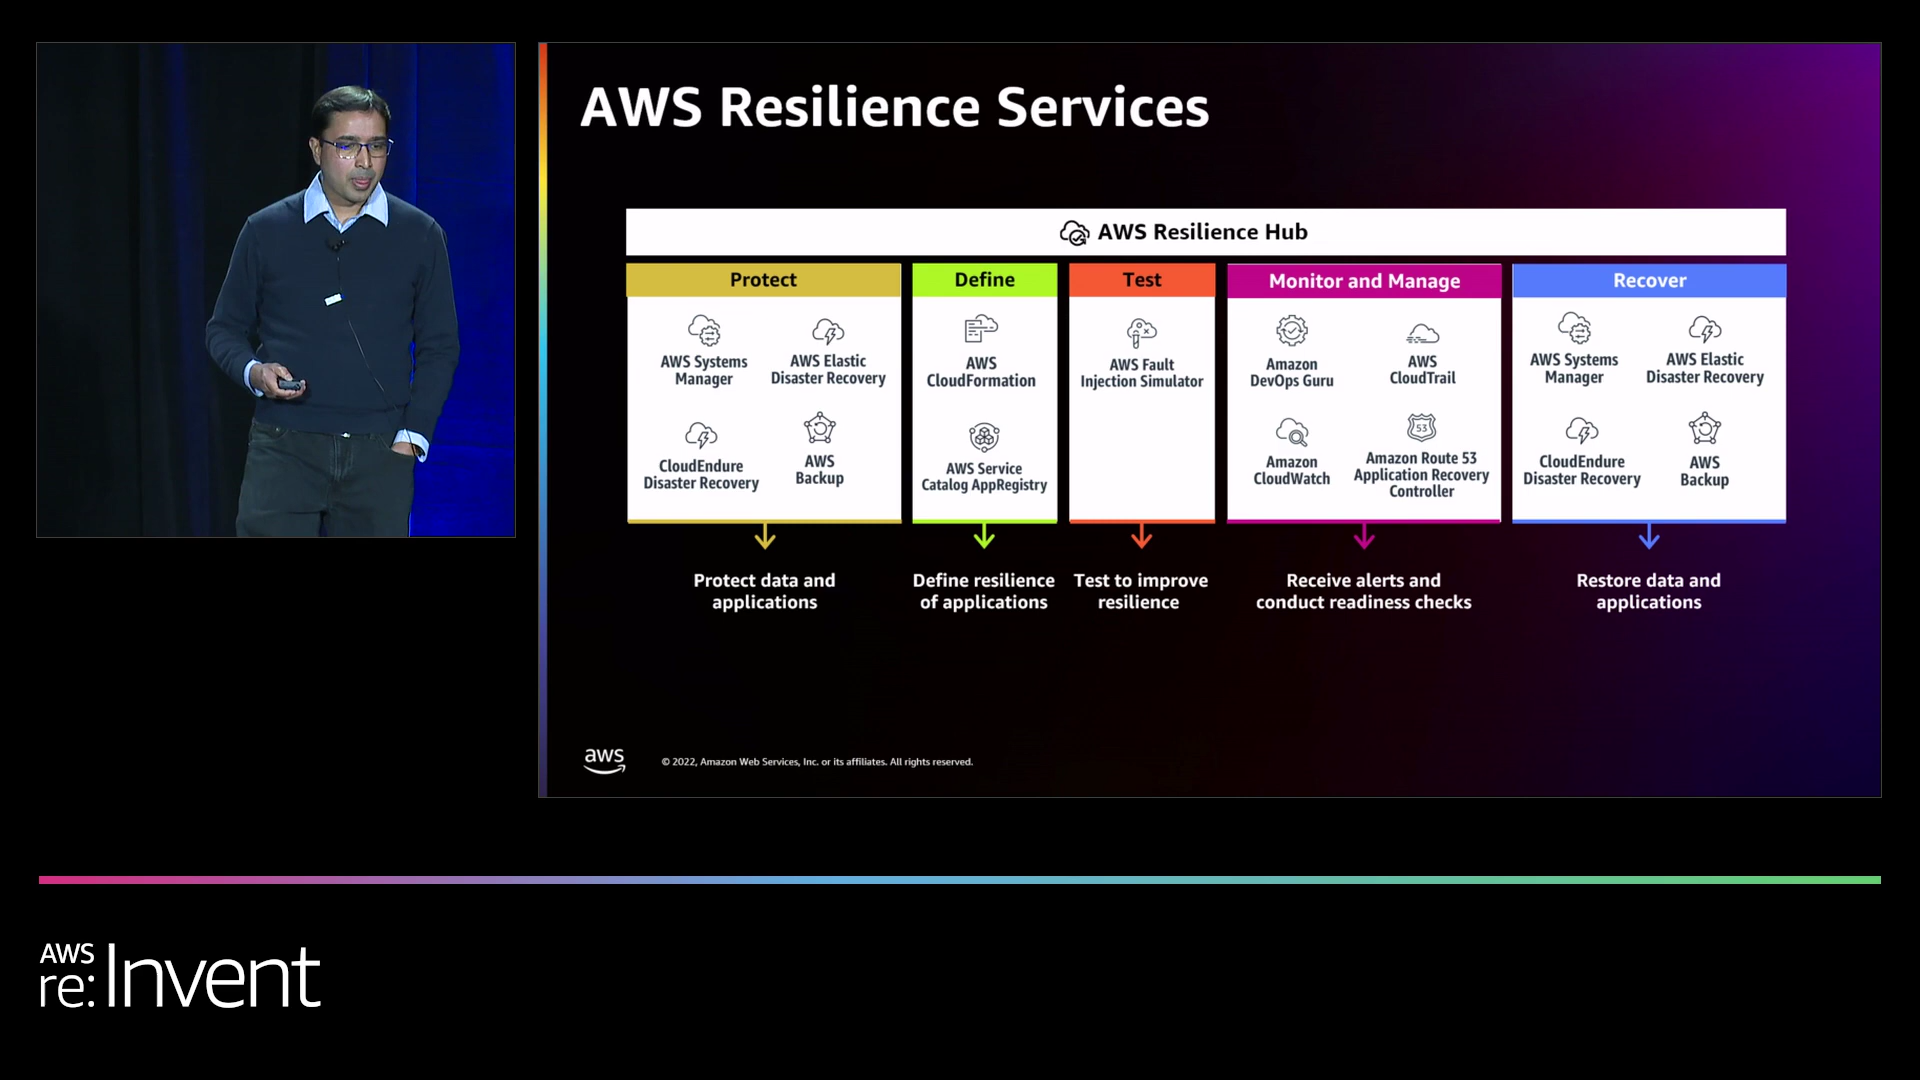 AWS Resilience Services
AWS Resilience Hub
Protect
AWS Systems
Manager
AWS Elastic
Disaster Recovery
CloudEndure
Disaster Recovery
AWS
Backup
Protect data and
applications
Define
AWS
CloudFormation
AWS Service
Catalog AppRegistry
Define resilience
of applications
Test
AWS Fault
Injection Simulator
Test to improve
resilience
Monitor and Manage
Amazon
DevOps Guru
AWS
CloudTrail
Amazon
CloudWatch
53
Amazon Route 53
Application Recovery
Controller
Receive alerts and
conduct readiness checks
Recover
AWS Systems
Manager
AWS Elastic
Disaster Recovery
CloudEndure
Disaster Recovery
AWS
Backup
Restore data and
applications
aws
© 2022, Amazon Web Services, Inc. or its affiliates. All rights reserved.
AWS
re:Invent